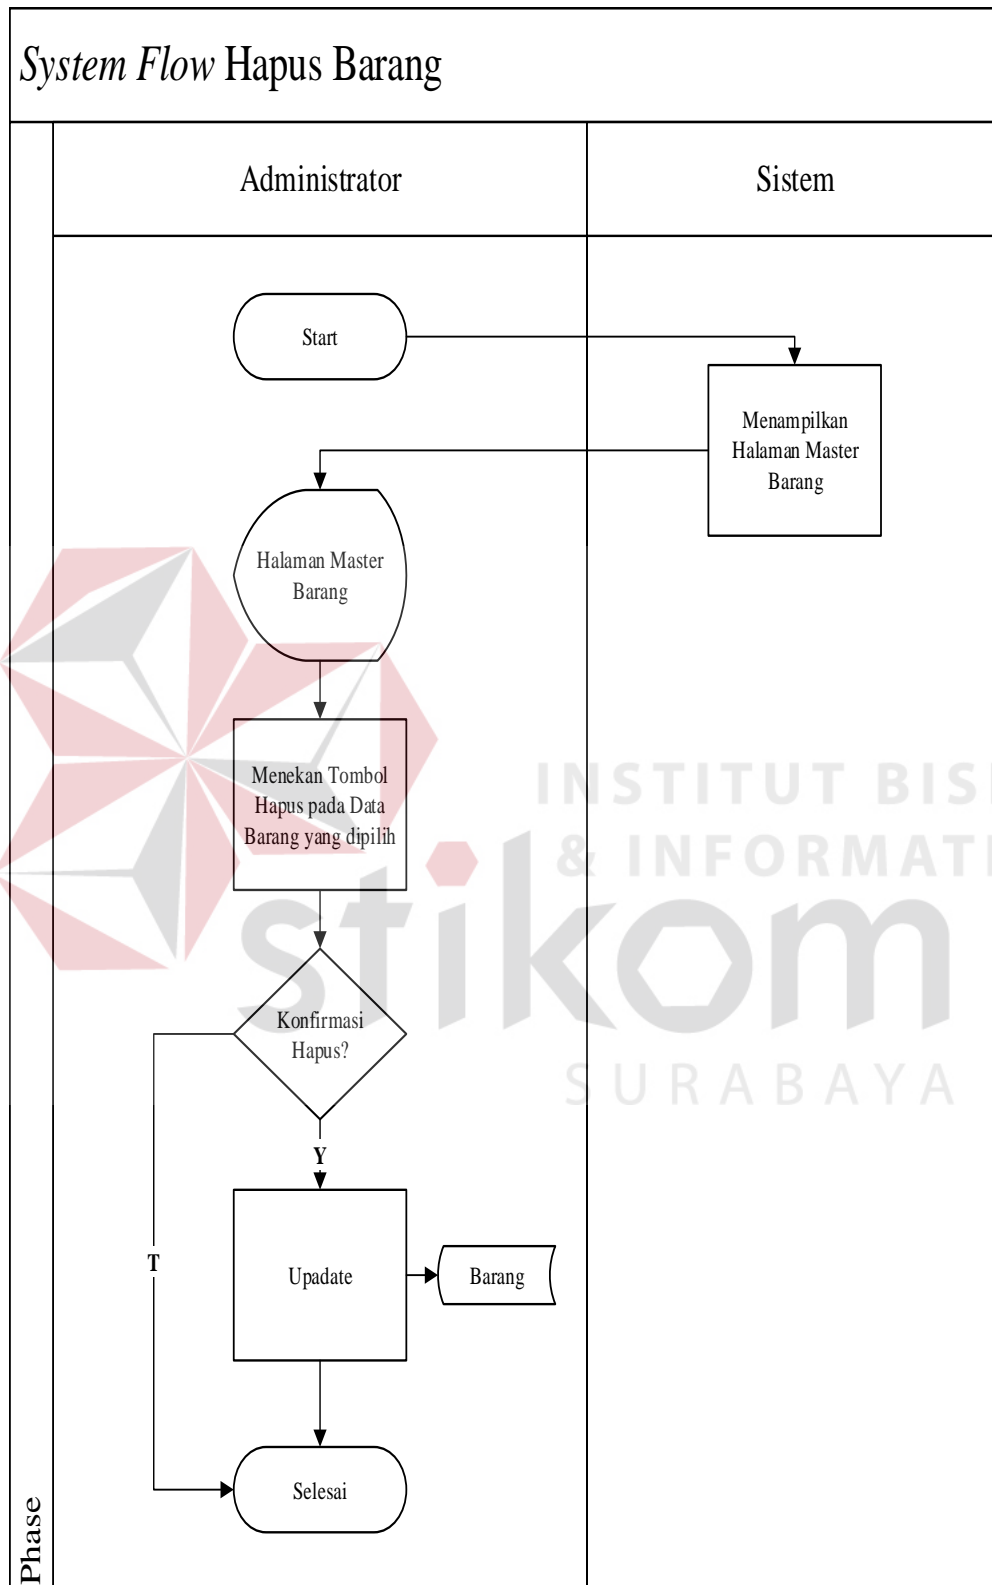 System Flow Hapus Barang
Administrator
Sistem
Start
Menampilkan
Halaman Master
Barang
Halaman Master
Barang
Menekan Tombol
Hapus pada Data
Barang yang dipilih
Konfirmasi
Hapus?
Y
T
Upadate
Barang
Selesai
Phase
INSTITUT BIS
& INFORMATI
stikom
SURABAYA